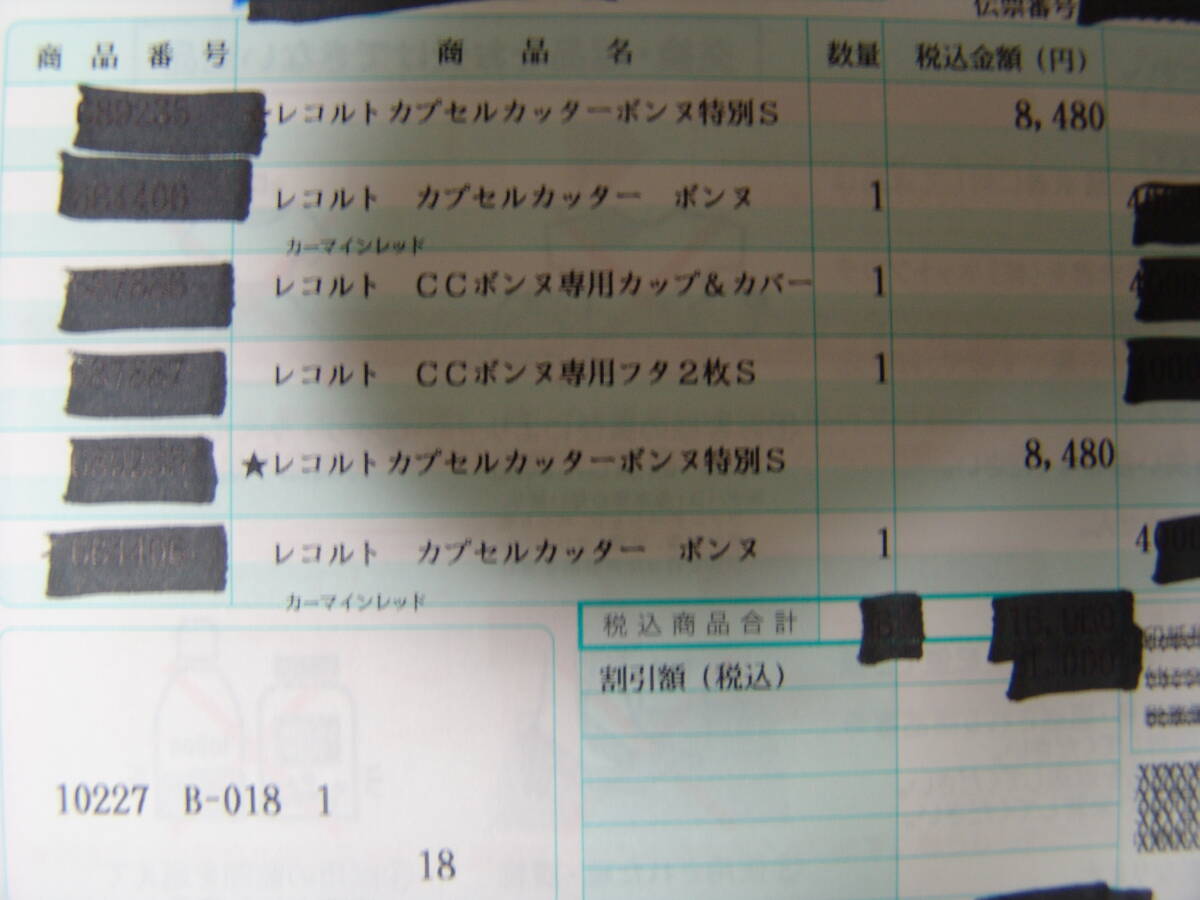 伝票番号
商品番号 商品名 数量 税込金額（円）
レコルトカプセルカッターボンヌ特別S 8,480
レコルト カプセルカッター ボンヌ 1
カーマインレッド
レコルト CCボンヌ専用カップ&カバー 1
レコルト CCボンヌ専用フタ2枚S 1
★レコルトカプセルカッターボンヌ特別S 8,480
レコルト カプセルカッター ボンヌ 1
カーマインレッド
税込商品合計
割引額（税込）
10227 B-018 1
18